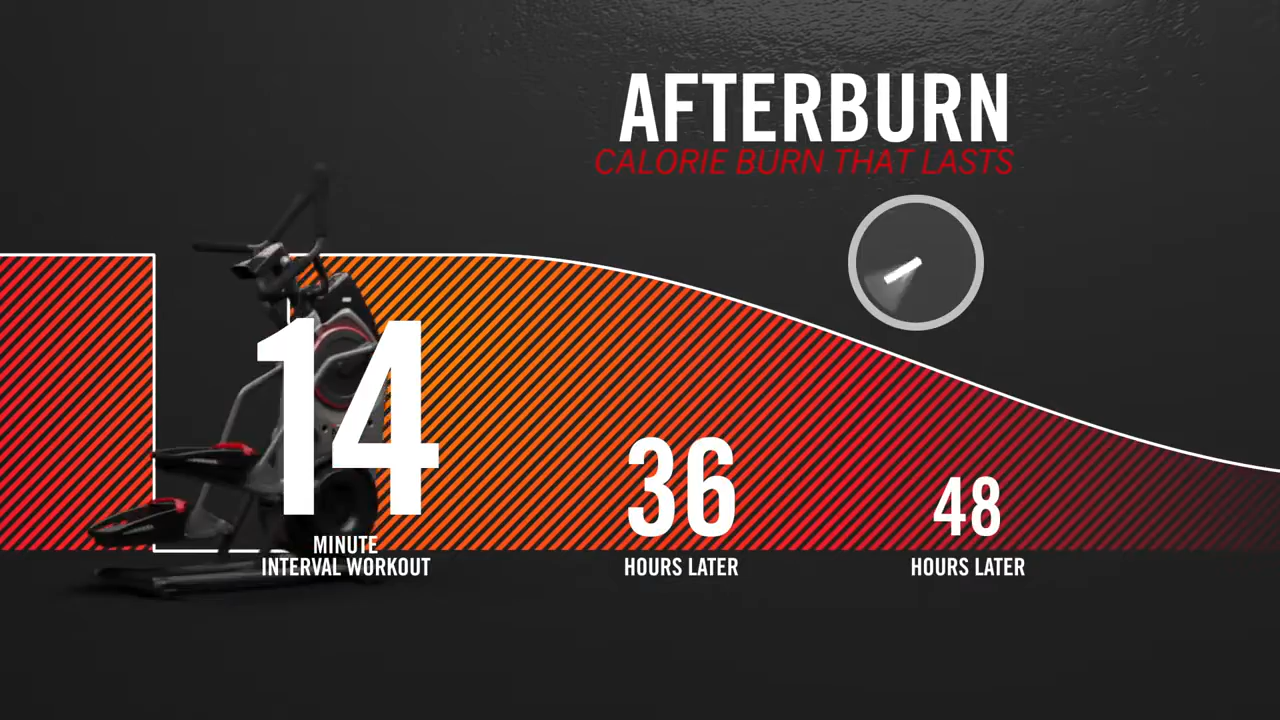 AFTERBURN
CALORIE BURN THAT LASTS
14
MINUTE
INTERVAL WORKOUT
36
HOURS LATER
48
HOURS LATER